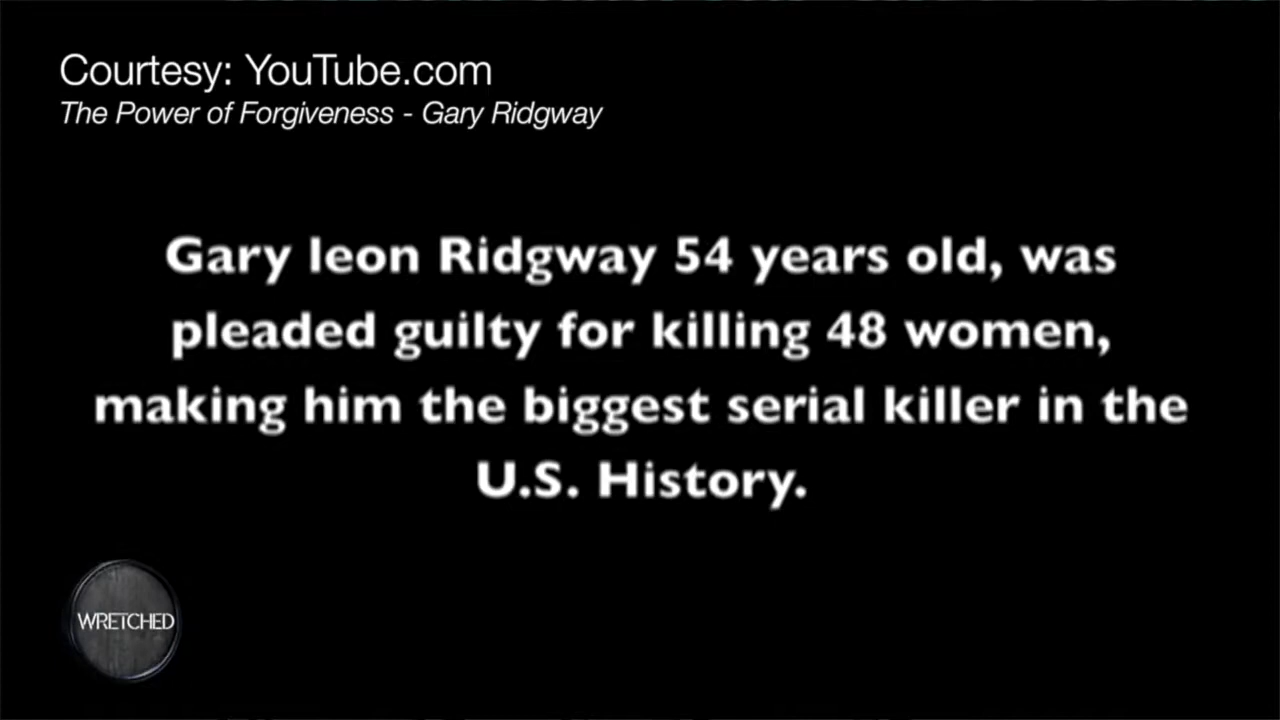 Courtesy: YouTube.com
The Power of Forgiveness - Gary Ridgway
Gary leon Ridgway 54 years old, was
pleaded guilty for killing 48 women,
making him the biggest serial killer in the
U.S. History.
WRETCHED